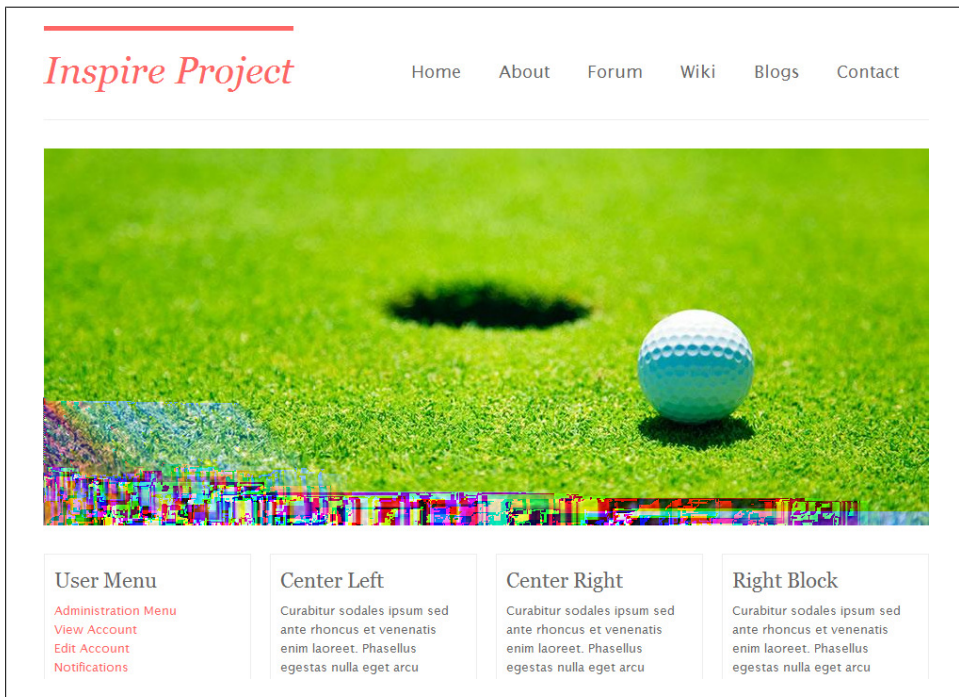 Inspire Project
Home About Forum Wiki Blogs Contact
User Menu
Administration Menu
View Account
Edit Account
Notifications
Center Left
Curabitur sodales ipsum sed
ante rhoncus et venenatis
enim laoreet. Phasellus
egestas nulla eget arcu
Center Right
Curabitur sodales ipsum sed
ante rhoncus et venenatis
enim laoreet. Phasellus
egestas nulla eget arcu
Right Block
Curabitur sodales ipsum sed
ante rhoncus et venenatis
enim laoreet. Phasellus
egestas nulla eget arcu